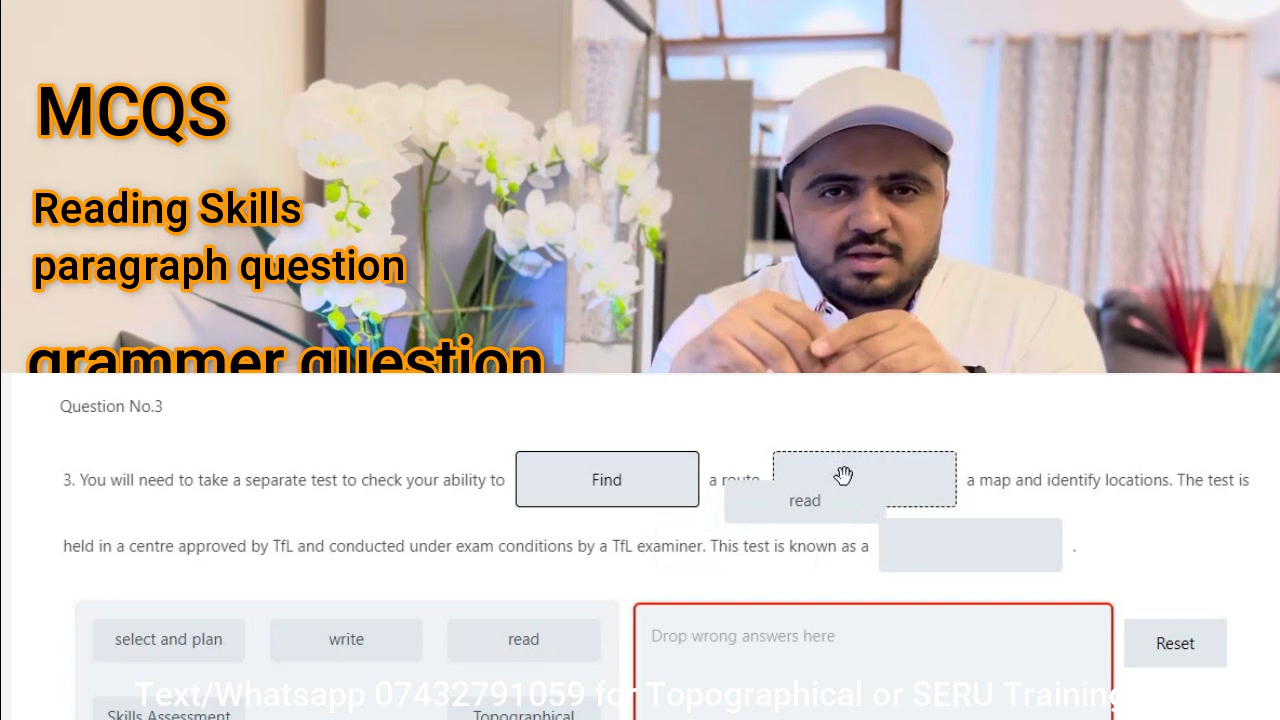 MCQS
Reading Skills
paragraph question
grammer question
Question No.3
3. You will need to take a separate test to check your ability to Find a route read a map and identify locations. The test is
held in a centre approved by TfL and conducted under exam conditions by a TfL examiner. This test is known as a .
select and plan write read Drop wrong answers here Reset
Skills Assessment Topographical
Text/Whatsapp 07432791059 for Topographical or SERU Training